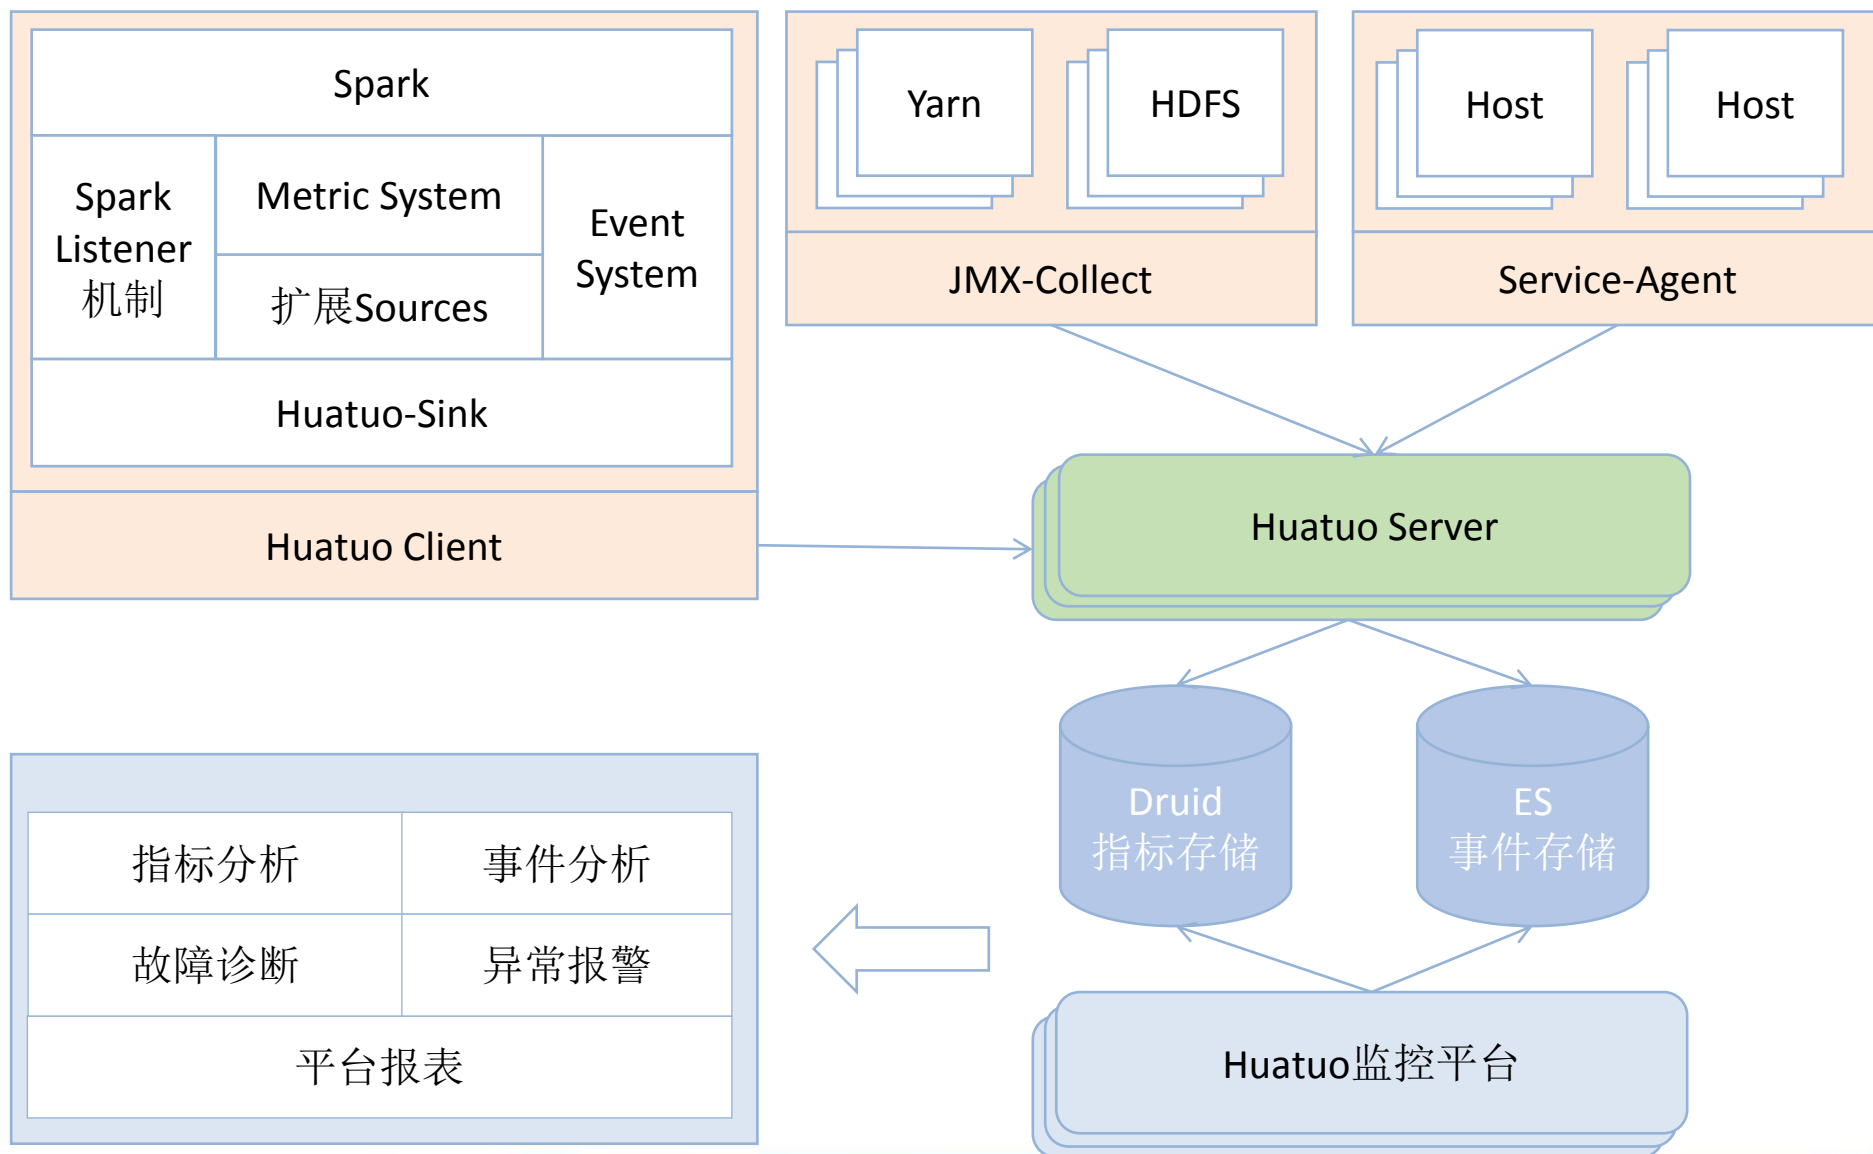 Spark
Spark
Listener
机制
Metric System
扩展Sources
Event
System
Huatuo-Sink
Huatuo Client
Yarn
HDFS
JMX-Collect
Host
Host
Service-Agent
Huatuo Server
Druid
指标存储
ES
事件存储
指标分析
事件分析
故障诊断
异常报警
平台报表
Huatuo监控平台